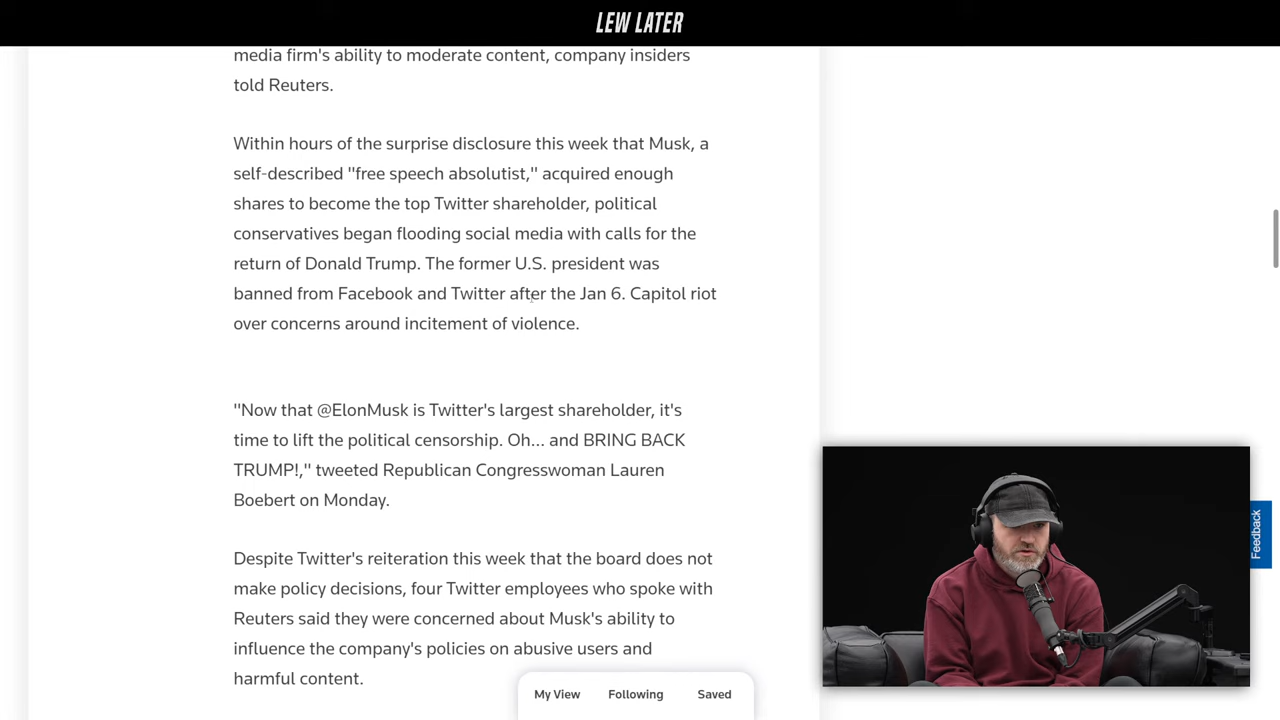 LEW LATER
media firm's ability to moderate content, company insiders
told Reuters.
Within hours of the surprise disclosure this week that Musk, a
self-described "free speech absolutist," acquired enough
shares to become the top Twitter shareholder, political
conservatives began flooding social media with calls for the
return of Donald Trump. The former U.S. president was
banned from Facebook and Twitter after the Jan 6. Capitol riot
over concerns around incitement of violence.
"Now that @ElonMusk is Twitter's largest shareholder, it's
time to lift the political censorship. Oh... and BRING BACK
TRUMP!," tweeted Republican Congresswoman Lauren
Boebert on Monday.
Despite Twitter's reiteration this week that the board does not
make policy decisions, four Twitter employees who spoke with
Reuters said they were concerned about Musk's ability to
influence the company's policies on abusive users and
harmful content.
My View Following Saved
Feedback